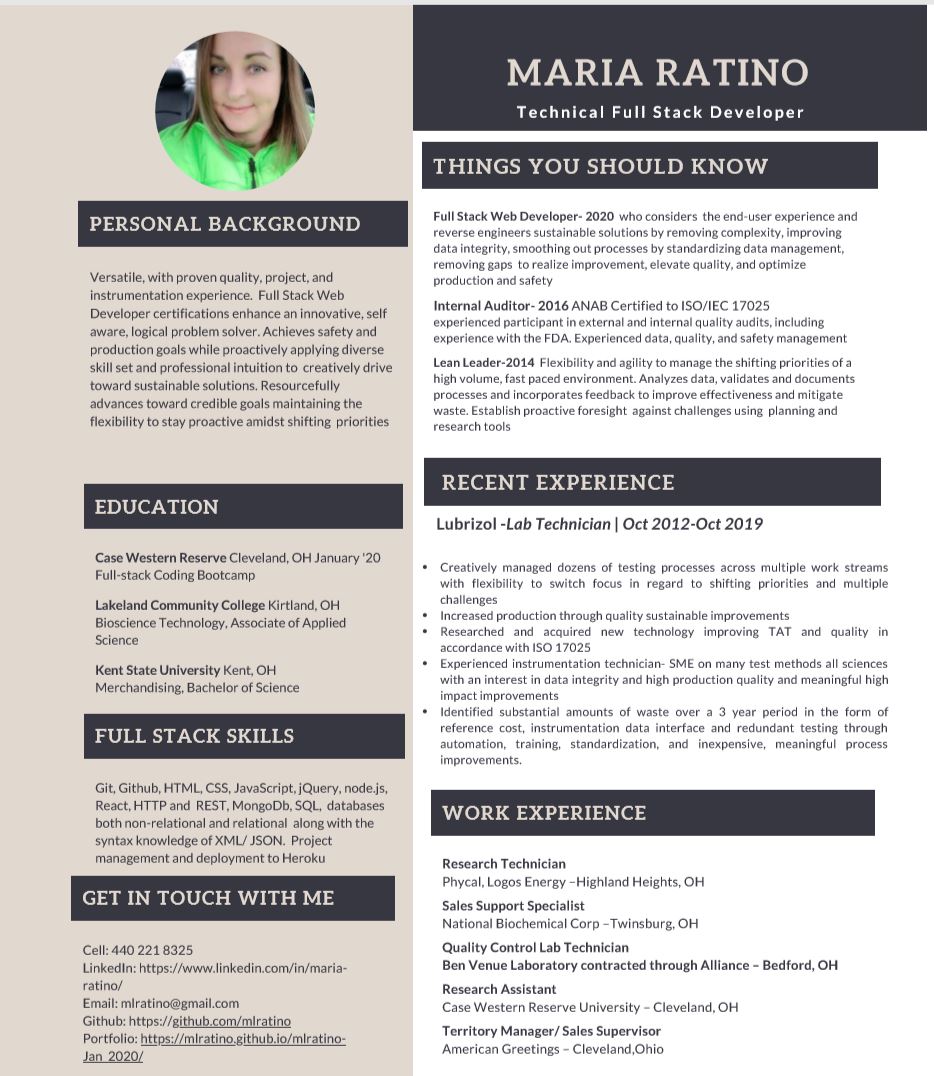 MARIA RATINO
Technical Full Stack Developer
PERSONAL BACKGROUND
Versatile, with proven quality, project, and
instrumentation experience. Full Stack Web
Developer certifications enhance an innovative, self
aware, logical problem solver. Achieves safety and
production goals while proactively applying diverse
skill set and professional intuition to creatively drive
toward sustainable solutions. Resourcefully
advances toward credible goals maintaining the
flexibility to stay proactive amidst shifting priorities
EDUCATION
Case Western Reserve Cleveland, OH January '20
Full-stack Coding Bootcamp
Lakeland Community College Kirtland, OH
Bioscience Technology, Associate of Applied
Science
Kent State University Kent, OH
Merchandising, Bachelor of Science
FULL STACK SKILLS
Git, Github, HTML, CSS, JavaScript, jQuery, node.js,
React, HTTP and REST, MongoDb, SQL, databases
both non-relational and relational along with the
syntax knowledge of XML/ JSON. Project
management and deployment to Heroku
GET IN TOUCH WITH ME
Cell: 440 221 8325
LinkedIn: https://www.linkedin.com/in/maria-
ratino/
Email: mlratino@gmail.com
Github: https://github.com/mlratino
Portfolio: https://mlratino.github.io/mlratino-
Jan_2020/
THINGS YOU SHOULD KNOW
Full Stack Web Developer- 2020 who considers the end-user experience and
reverse engineers sustainable solutions by removing complexity, improving
data integrity, smoothing out processes by standardizing data management,
removing gaps to realize improvement, elevate quality, and optimize
production and safety
Internal Auditor- 2016 ANAB Certified to ISO/IEC 17025
experienced participant in external and internal quality audits, including
experience with the FDA. Experienced data, quality, and safety management
Lean Leader-2014 Flexibility and agility to manage the shifting priorities of a
high volume, fast paced environment. Analyzes data, validates and documents
processes and incorporates feedback to improve effectiveness and mitigate
waste. Establish proactive foresight against challenges using planning and
research tools
RECENT EXPERIENCE
Lubrizol -Lab Technician | Oct 2012-Oct 2019
• Creatively managed dozens of testing processes across multiple work streams
with flexibility to switch focus in regard to shifting priorities and multiple
challenges
• Increased production through quality sustainable improvements
• Researched and acquired new technology improving TAT and quality in
accordance with ISO 17025
• Experienced instrumentation technician- SME on many test methods all sciences
with an interest in data integrity and high production quality and meaningful high
impact improvements
• Identified substantial amounts of waste over a 3 year period in the form of
reference cost, instrumentation data interface and redundant testing through
automation, training, standardization, and inexpensive, meaningful process
improvements.
WORK EXPERIENCE
Research Technician
Phycal, Logos Energy –Highland Heights, OH
Sales Support Specialist
National Biochemical Corp –Twinsburg, OH
Quality Control Lab Technician
Ben Venue Laboratory contracted through Alliance – Bedford, OH
Research Assistant
Case Western Reserve University – Cleveland, OH
Territory Manager/ Sales Supervisor
American Greetings – Cleveland,Ohio